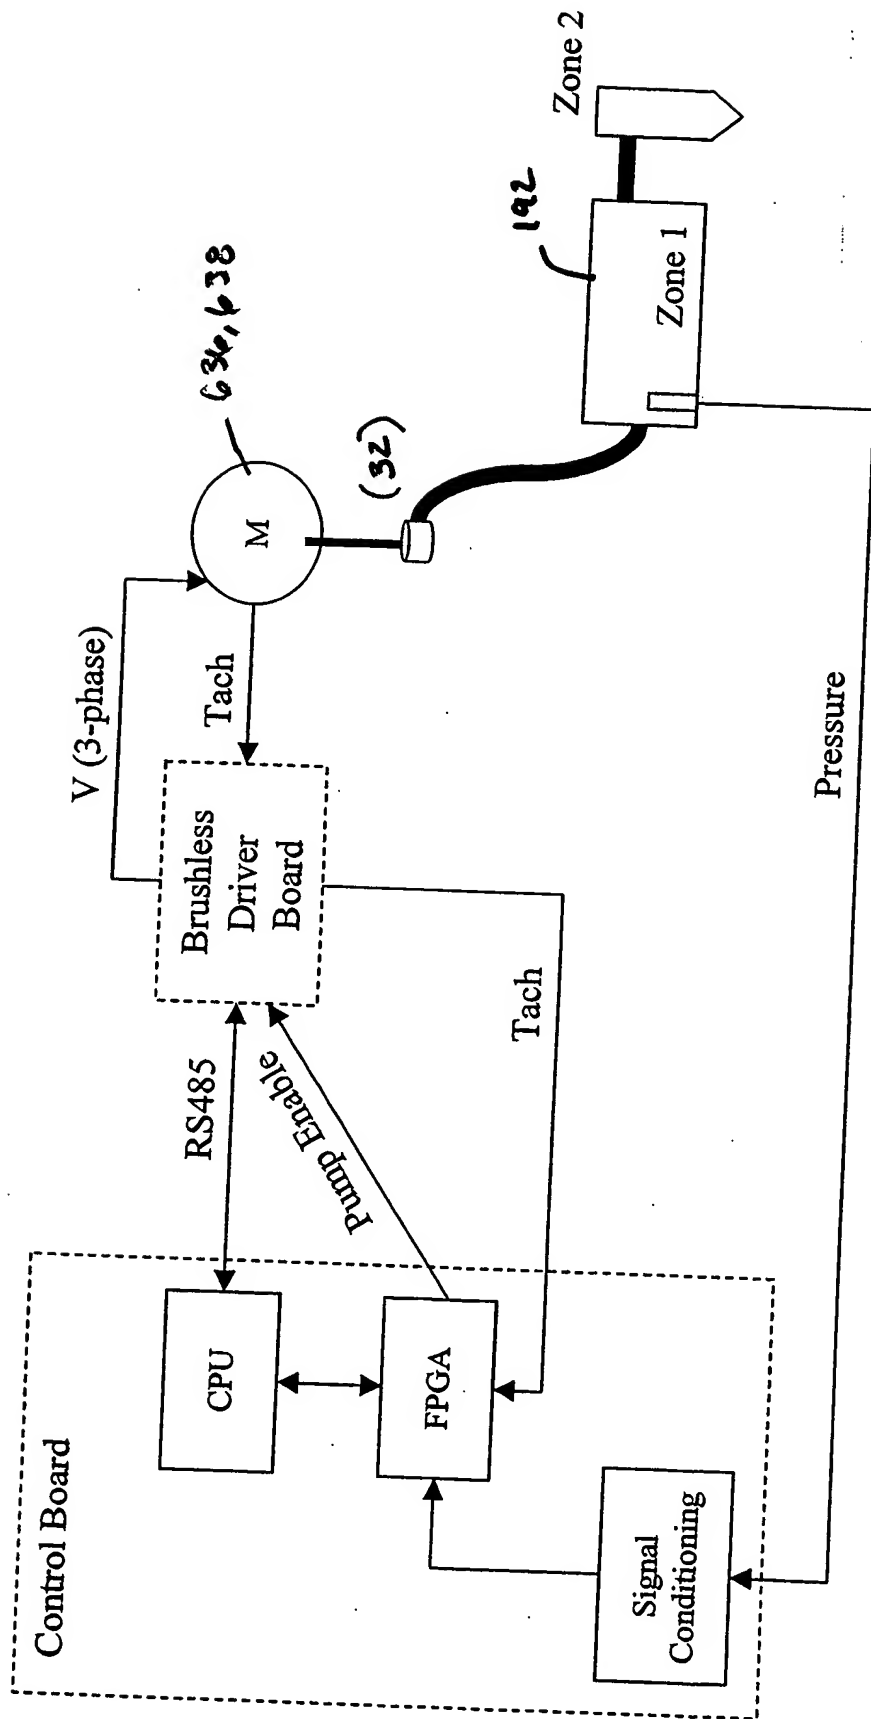 Control Board
CPU
FPGA
Signal
Conditioning
RS485
Pump Enable
Brushless
Driver
Board
V (3-phase)
Tach
Tach
M
636, 638
(32)
192
Zone 1
Zone 2
Pressure